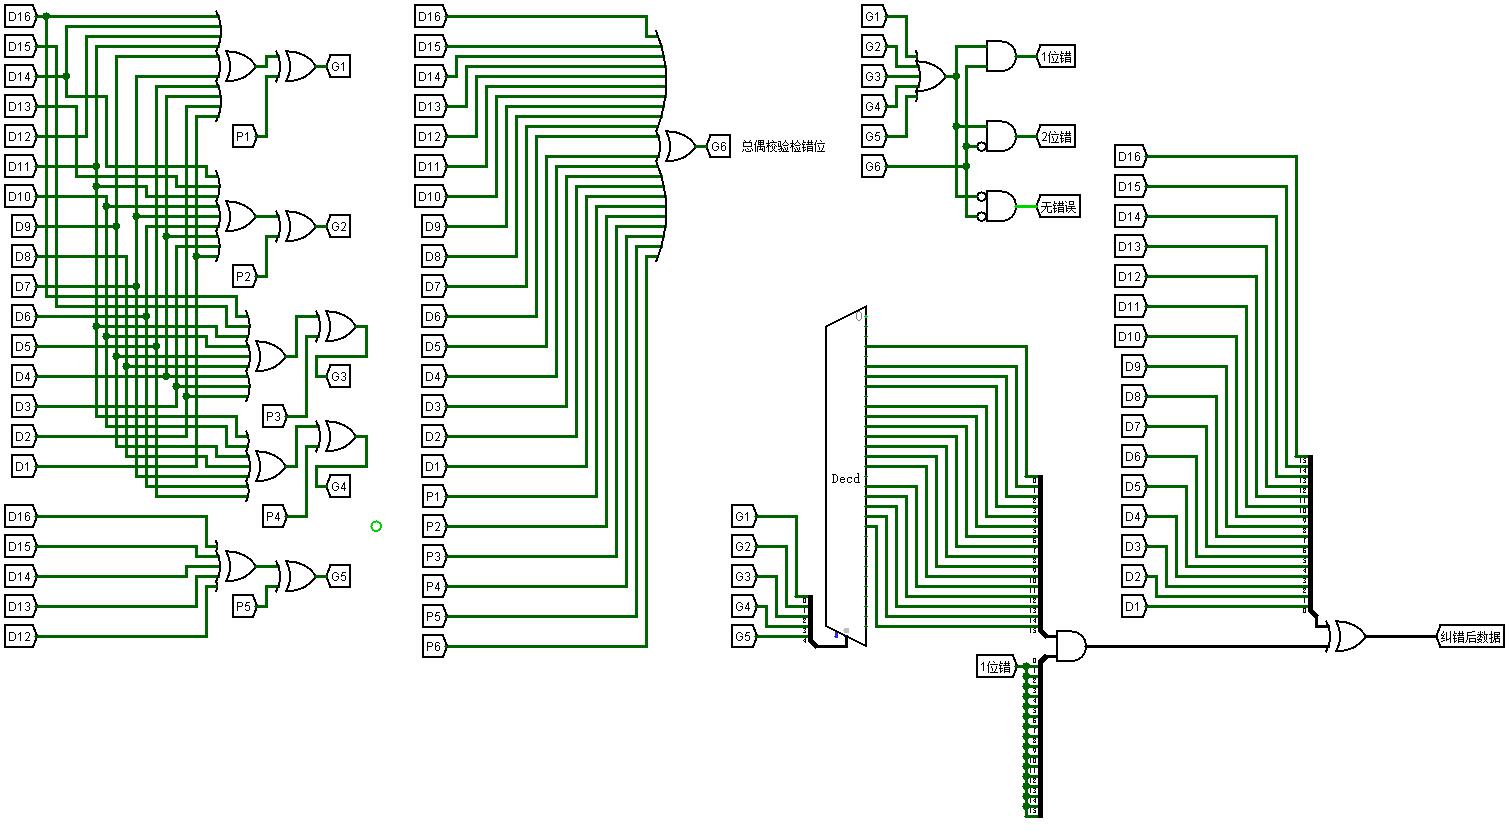 D16
D15
D14
D13
D12
D11
D10
D9
D8
D7
D6
D5
D4
D3
D2
D1
D16
D15
D14
D13
D12
P1
G1
P2
G2
P3
G3
P4
G4
P5
G5
D16
D15
D14
D13
D12
D11
D10
D9
D8
D7
D6
D5
D4
D3
D2
D1
P1
P2
P3
P4
P5
P6
G6 总偶校验检错位
G1
G2
G3
G4
G5
G6
1位错
2位错
无错误
G1
G2
G3
G4
G5
0
Decd
1位错
D16
D15
D14
D13
D12
D11
D10
D9
D8
D7
D6
D5
D4
D3
D2
D1
纠错后数据